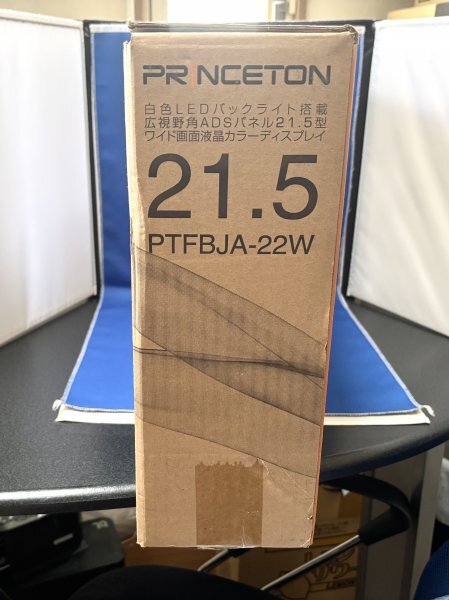 PRINCETON
白色LEDバックライト搭載
広視野角ADSパネル21.5型
ワイド画面液晶カラーディスプレイ
21.5
PTFBJA-22W